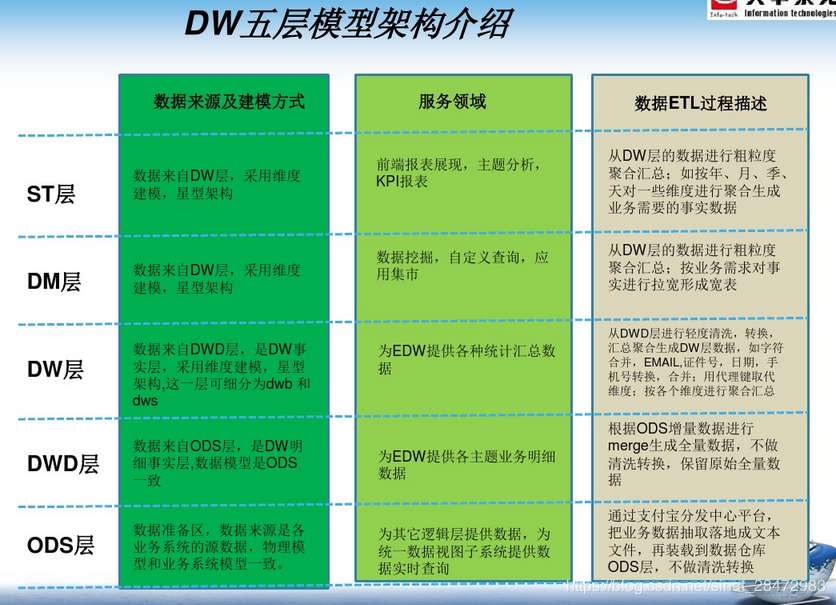 DW五层模型架构介绍
Info-tech
Information technologies
数据来源及建模方式
服务领域
数据ETL过程描述
ST层
数据来自DW层，采用维度
建模，星型架构
前端报表展现，主题分析，
KPI报表
从DW层的数据进行粗粒度
聚合汇总；如按年、月、季、
天对一些维度进行聚合生成
业务需要的事实数据
DM层
数据来自DW层，采用维度
建模，星型架构
数据挖掘，自定义查询，应
用集市
从DW层的数据进行粗粒度
聚合汇总；按业务需求对事
实进行拉宽形成宽表
DW层
数据来自DWD层，是DW事
实层，采用维度建模，星型
架构,这一层可细分为dwb 和
dws
为EDW提供各种统计汇总数
据
从DWD层进行轻度清洗，转换，
汇总聚合生成DW层数据，如字符
合并，EMAIL,证件号，日期，手
机号转换，合并；用代理键取代
维度；按各个维度进行聚合汇总
DWD层
数据来自ODS层，是DW明
细事实层,数据模型是ODS
一致
为EDW提供各主题业务明细
数据
根据ODS增量数据进行
merge生成全量数据，不做
清洗转换，保留原始全量数
据
ODS层
数据准备区，数据来源是各
业务系统的源数据，物理模
型和业务系统模型一致。
为其它逻辑层提供数据，为
统一数据视图子系统提供数
据实时查询
通过支付宝分发中心平台，
把业务数据抽取落地成文本
文件，再装载到数据仓库
ODS层，不做清洗转换
https://blog.csdn.net/sinat_28472983